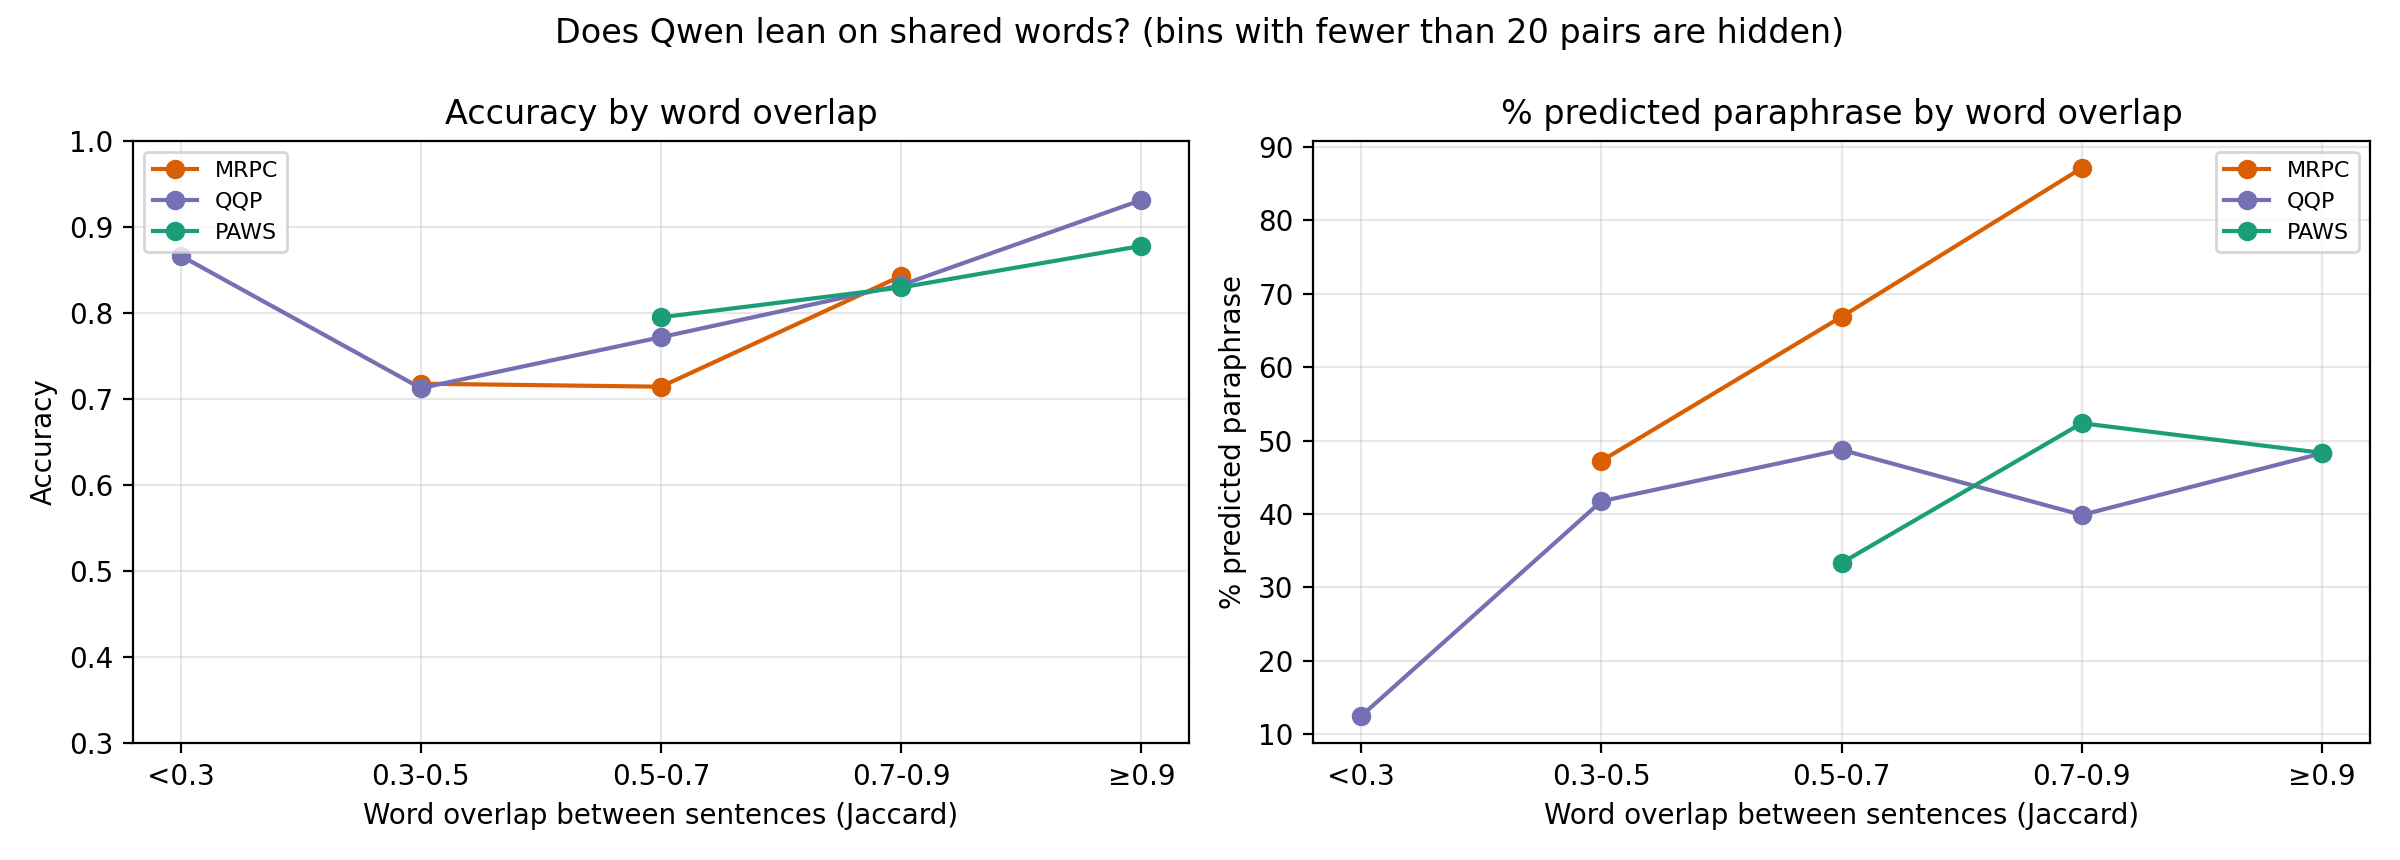 Does Qwen lean on shared words? (bins with fewer than 20 pairs are hidden)
Accuracy by word overlap
1.0
0.9
0.8
0.7
0.6
0.5
0.4
0.3
Accuracy
MRPC
QQP
PAWS
<0.3
0.3-0.5
0.5-0.7
0.7-0.9
≥0.9
Word overlap between sentences (Jaccard)
% predicted paraphrase by word overlap
90
80
70
60
50
40
30
20
10
% predicted paraphrase
MRPC
QQP
PAWS
<0.3
0.3-0.5
0.5-0.7
0.7-0.9
≥0.9
Word overlap between sentences (Jaccard)